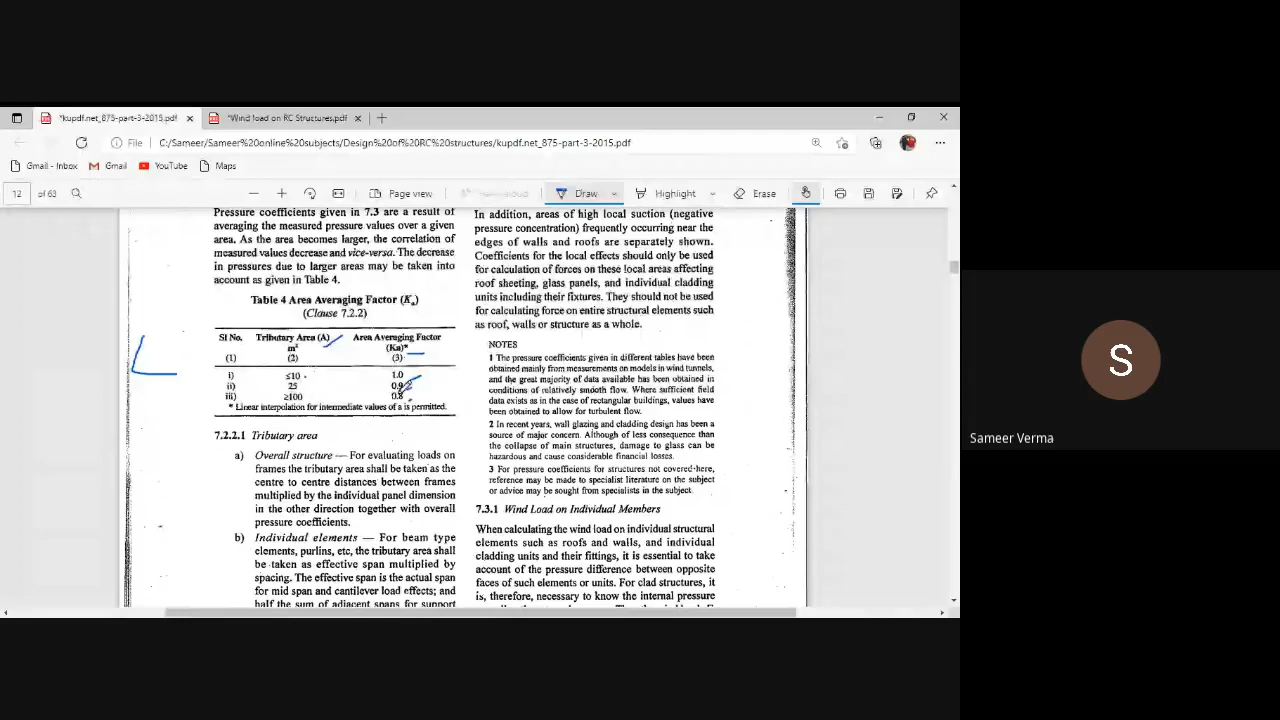 *kupdf.net_875-part-3-2015.pdf
*Wind load on RC Structures.pdf
File
C:/Sameer/Sameer%20online%20subjects/Design%20of%20RC%20structures/kupdf.net_875-part-3-2015.pdf
Gmail - Inbox
Gmail
YouTube
Maps
12
of 63
Page view
Draw
Highlight
Erase
Pressure coefficients given in 7.3 are a result of
averaging the measured pressure values over a given
area. As the area becomes larger, the correlation of
measured values decrease and vice-versa. The decrease
in pressures due to larger areas may be taken into
account as given in Table 4.
Table 4 Area Averaging Factor (Ka)
(Clause 7.2.2)
Sl No. Tributary Area (A) Area Averaging Factor
m² (Ka)*
(1) (2) (3)
i) ≤10 1.0
ii) 25 0.9
iii) ≥100 0.8
* Linear interpolation for intermediate values of a is permitted.
7.2.2.1 Tributary area
a) Overall structure — For evaluating loads on
frames the tributary area shall be taken as the
centre to centre distances between frames
multiplied by the individual panel dimension
in the other direction together with overall
pressure coefficients.
b) Individual elements — For beam type
elements, purlins, etc, the tributary area shall
be taken as effective span multiplied by
spacing. The effective span is the actual span
for mid span and cantilever load effects; and
half the sum of adjacent spans for support
In addition, areas of high local suction (negative
pressure concentration) frequently occurring near the
edges of walls and roofs are separately shown.
Coefficients for the local effects should only be used
for calculation of forces on these local areas affecting
roof sheeting, glass panels, and individual cladding
units including their fixtures. They should not be used
for calculating force on entire structural elements such
as roof, walls or structure as a whole.
NOTES
1 The pressure coefficients given in different tables have been
obtained mainly from measurements on models in wind tunnels,
and the great majority of data available has been obtained in
conditions of relatively smooth flow. Where sufficient field
data exists as in the case of rectangular buildings, values have
been obtained to allow for turbulent flow.
2 In recent years, wall glazing and cladding design has been a
source of major concern. Although of less consequence than
the collapse of main structures, damage to glass can be
hazardous and cause considerable financial losses.
3 For pressure coefficients for structures not covered here,
reference may be made to specialist literature on the subject
or advice may be sought from specialists in the subject.
7.3.1 Wind Load on Individual Members
When calculating the wind load on individual structural
elements such as roofs and walls, and individual
cladding units and their fittings, it is essential to take
account of the pressure difference between opposite
faces of such elements or units. For clad structures, it
is, therefore, necessary to know the internal pressure
S
Sameer Verma